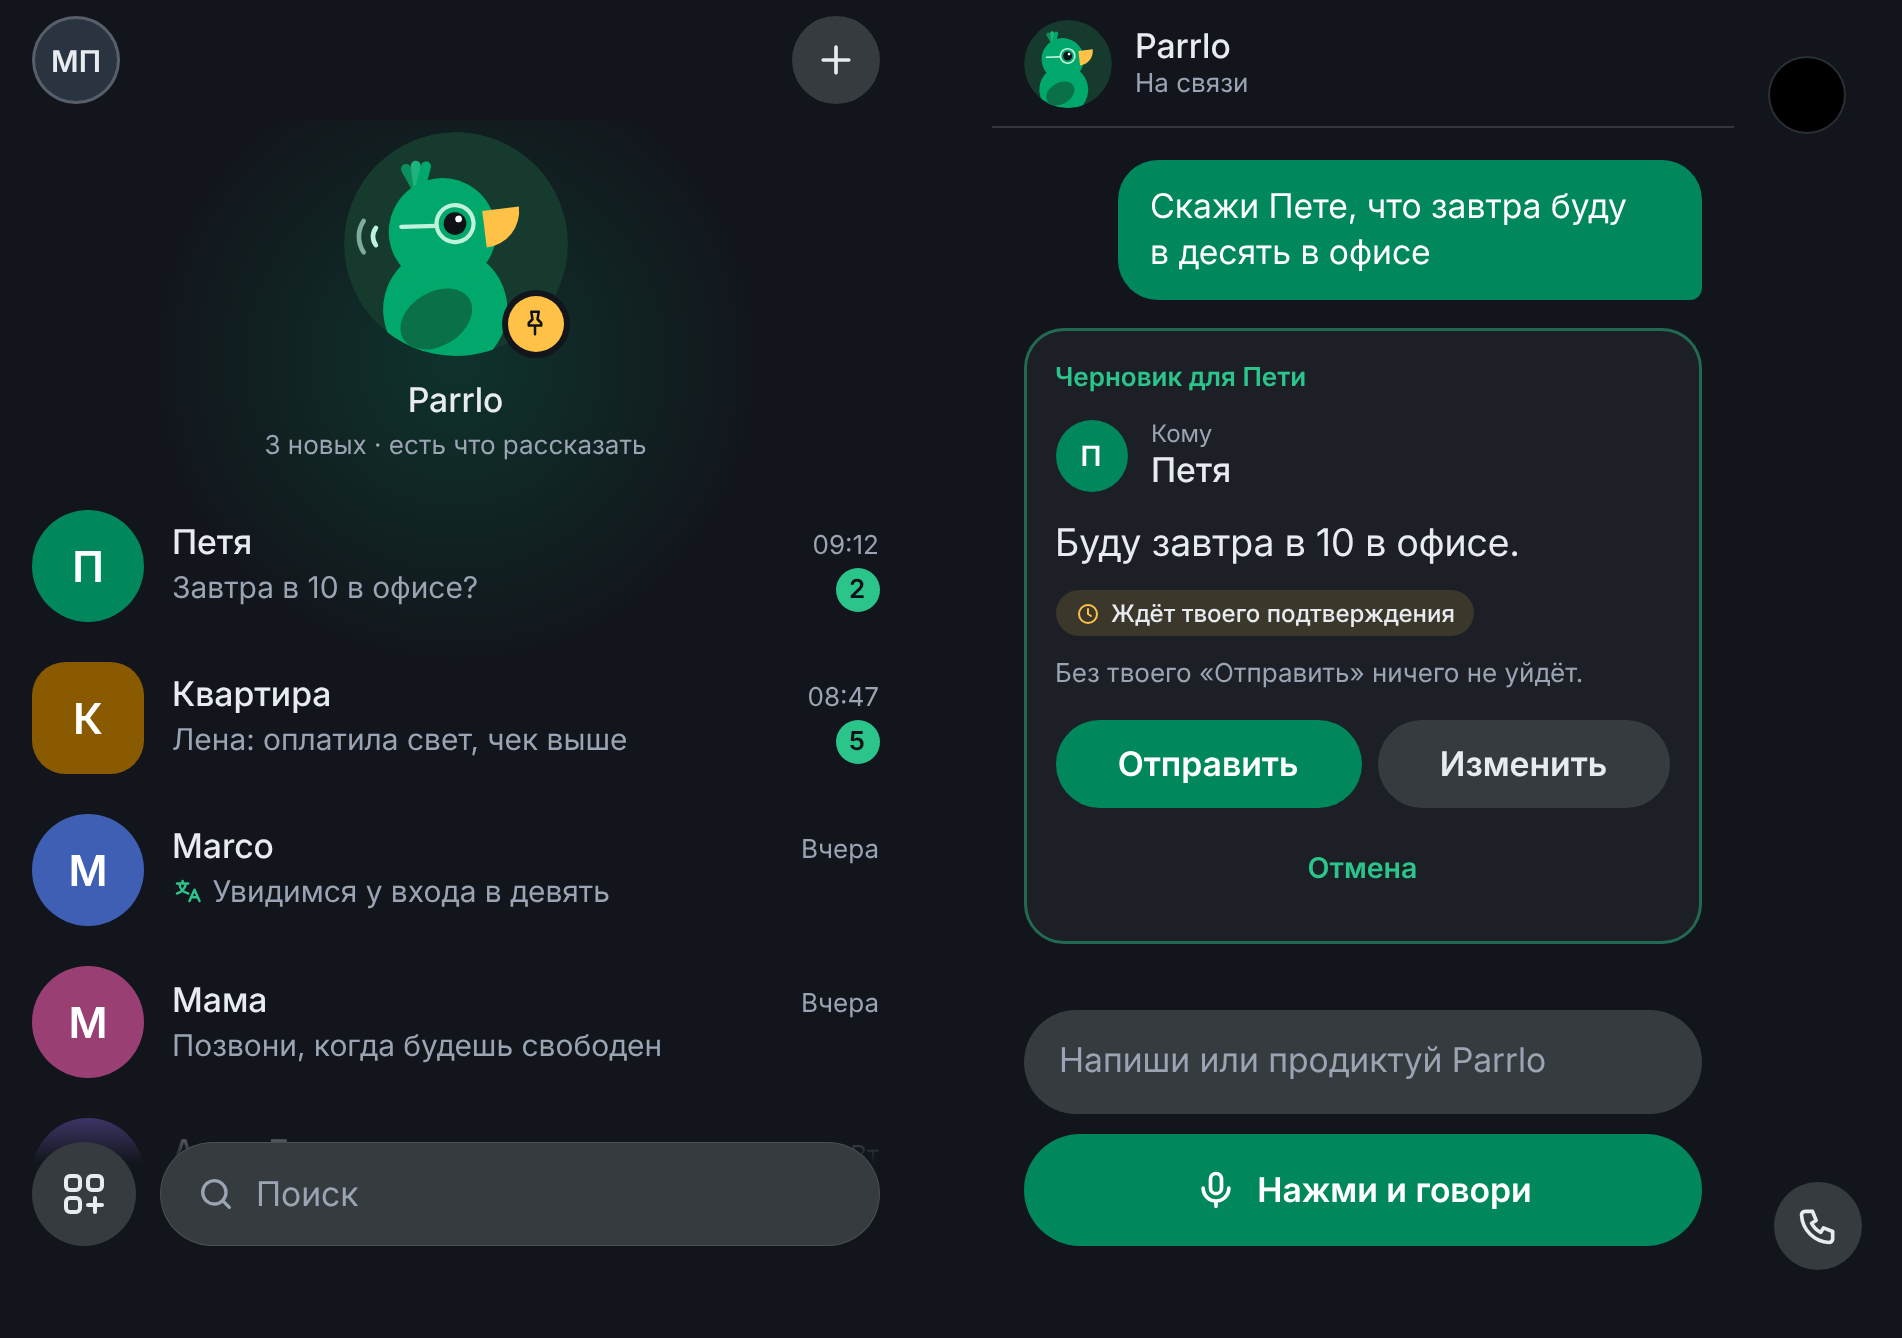 МП
Parrlo
3 новых · есть что рассказать
П
Петя
09:12
Завтра в 10 в офисе?
2
К
Квартира
08:47
Лена: оплатила свет, чек выше
5
M
Marco
Вчера
Увидимся у входа в девять
М
Мама
Вчера
Позвони, когда будешь свободен
Поиск
Parrlo
На связи
Скажи Пете, что завтра буду
в десять в офисе
Черновик для Пети
П
Кому
Петя
Буду завтра в 10 в офисе.
Ждёт твоего подтверждения
Без твоего «Отправить» ничего не уйдёт.
Отправить
Изменить
Отмена
Напиши или продиктуй Parrlo
Нажми и говори